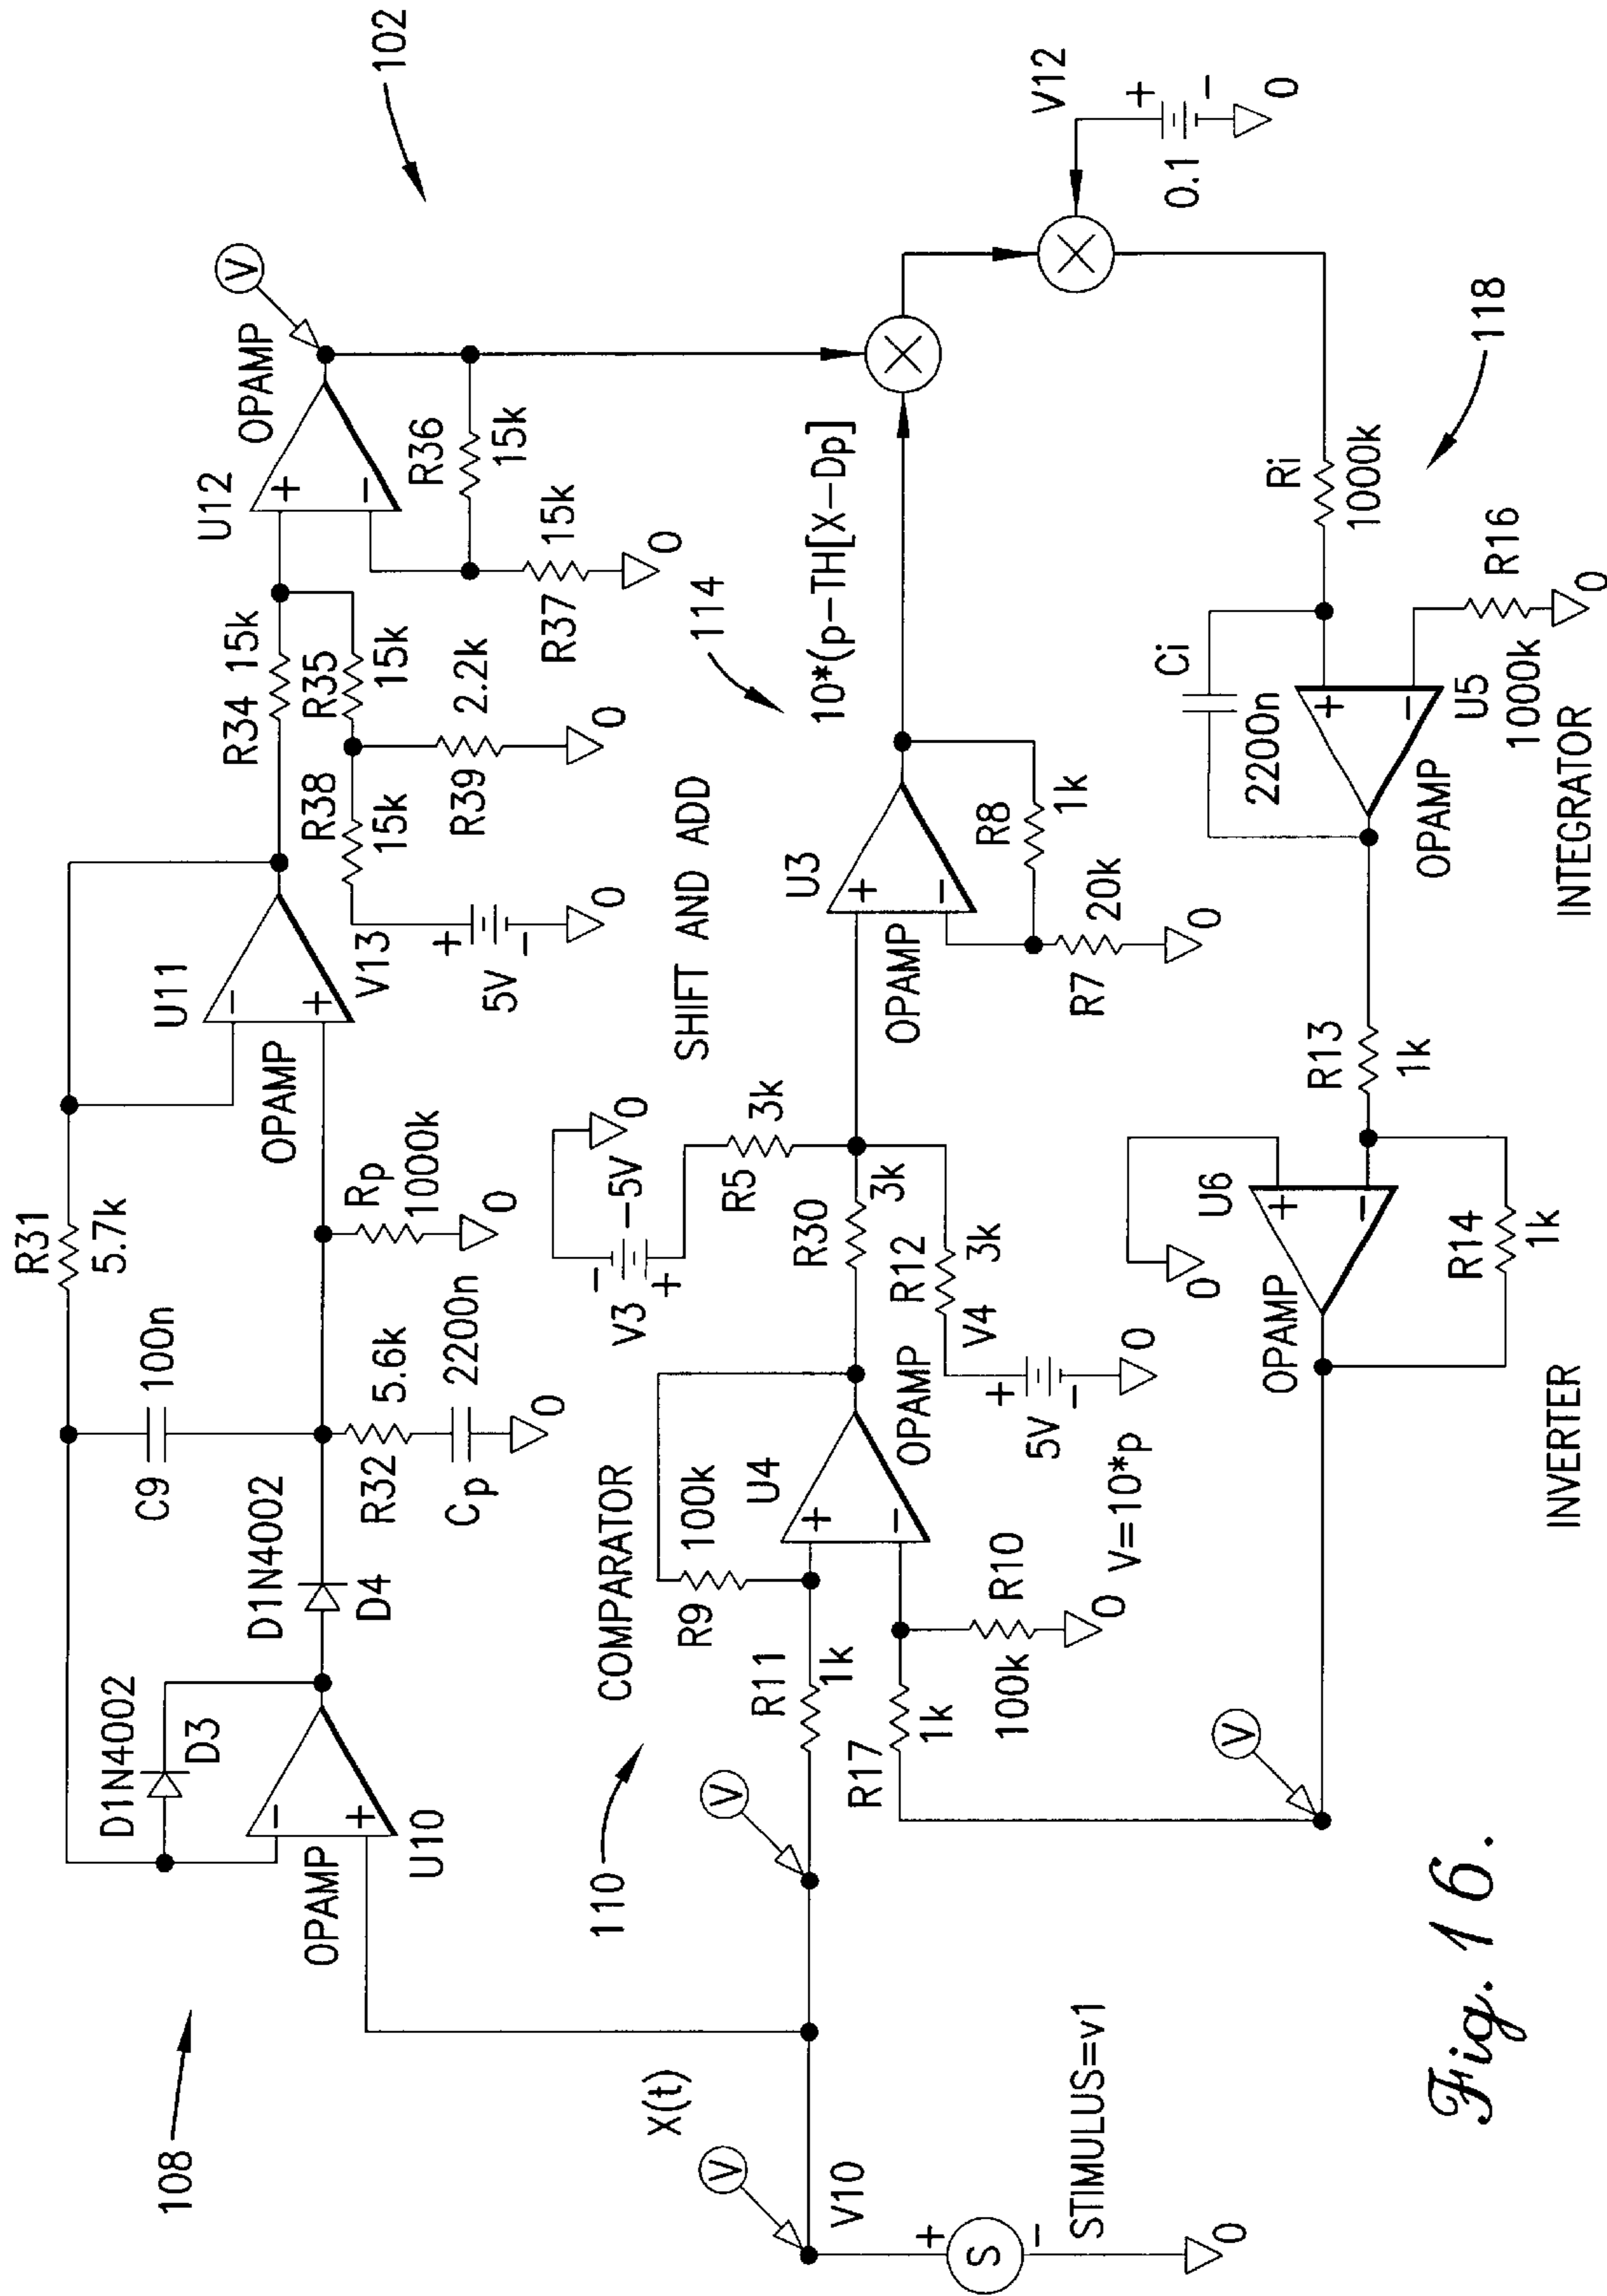 108
D1N4002
D3
−
+
U10
OPAMP
D1N4002
D4
C9
100n
R31
5.7k
R32
5.6k
Cp
2200n
0
Rp
1000k
0
OPAMP
U11
−
+
V13
5V
+
−
0
R38
15k
R34
15k
R35
15k
R39
2.2k
0
U12
+
−
OPAMP
V
R36
15k
R37
15k
0
102
X(t)
V
V10
+
S
−
STIMULUS=v1
0
110
COMPARATOR
V
R11
1k
R9
100k
U4
+
−
OPAMP
R17
1k
R10
100k
0
V=10*p
V3
−
+
−5V
0
R5
3k
R30
3k
R12
3k
V4
5V
+
−
0
SHIFT AND ADD
114
U3
+
−
OPAMP
R8
1k
R7
20k
0
10*(p−TH[X−Dp]
V12
0.1
+
−
0
118
Ri
1000k
Ci
2200n
+
−
U5
OPAMP
R16
1000k
0
INTEGRATOR
R13
1k
U6
+
−
0
OPAMP
R14
1k
INVERTER
V
Fig. 16.